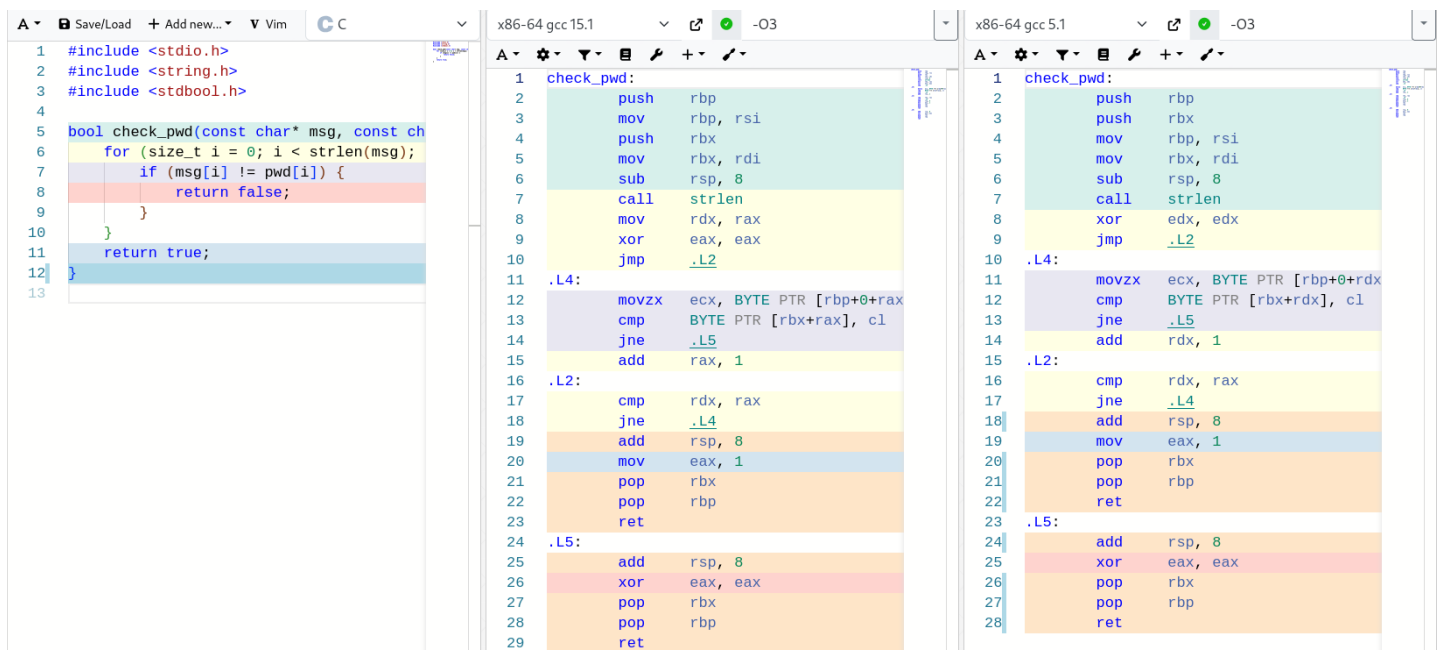 A Save/Load + Add new... Vim C C
1 #include <stdio.h>
2 #include <string.h>
3 #include <stdbool.h>
4
5 bool check_pwd(const char* msg, const ch
6 for (size_t i = 0; i < strlen(msg);
7 if (msg[i] != pwd[i]) {
8 return false;
9 }
10 }
11 return true;
12 }
13
x86-64 gcc 15.1 -O3
A
1 check_pwd:
2 push rbp
3 mov rbp, rsi
4 push rbx
5 mov rbx, rdi
6 sub rsp, 8
7 call strlen
8 mov rdx, rax
9 xor eax, eax
10 jmp .L2
11 .L4:
12 movzx ecx, BYTE PTR [rbp+0+rax
13 cmp BYTE PTR [rbx+rax], cl
14 jne .L5
15 add rax, 1
16 .L2:
17 cmp rdx, rax
18 jne .L4
19 add rsp, 8
20 mov eax, 1
21 pop rbx
22 pop rbp
23 ret
24 .L5:
25 add rsp, 8
26 xor eax, eax
27 pop rbx
28 pop rbp
29 ret
x86-64 gcc 5.1 -O3
A
1 check_pwd:
2 push rbp
3 push rbx
4 mov rbp, rsi
5 mov rbx, rdi
6 sub rsp, 8
7 call strlen
8 xor edx, edx
9 jmp .L2
10 .L4:
11 movzx ecx, BYTE PTR [rbp+0+rdx
12 cmp BYTE PTR [rbx+rdx], cl
13 jne .L5
14 add rdx, 1
15 .L2:
16 cmp rdx, rax
17 jne .L4
18 add rsp, 8
19 mov eax, 1
20 pop rbx
21 pop rbp
22 ret
23 .L5:
24 add rsp, 8
25 xor eax, eax
26 pop rbx
27 pop rbp
28 ret